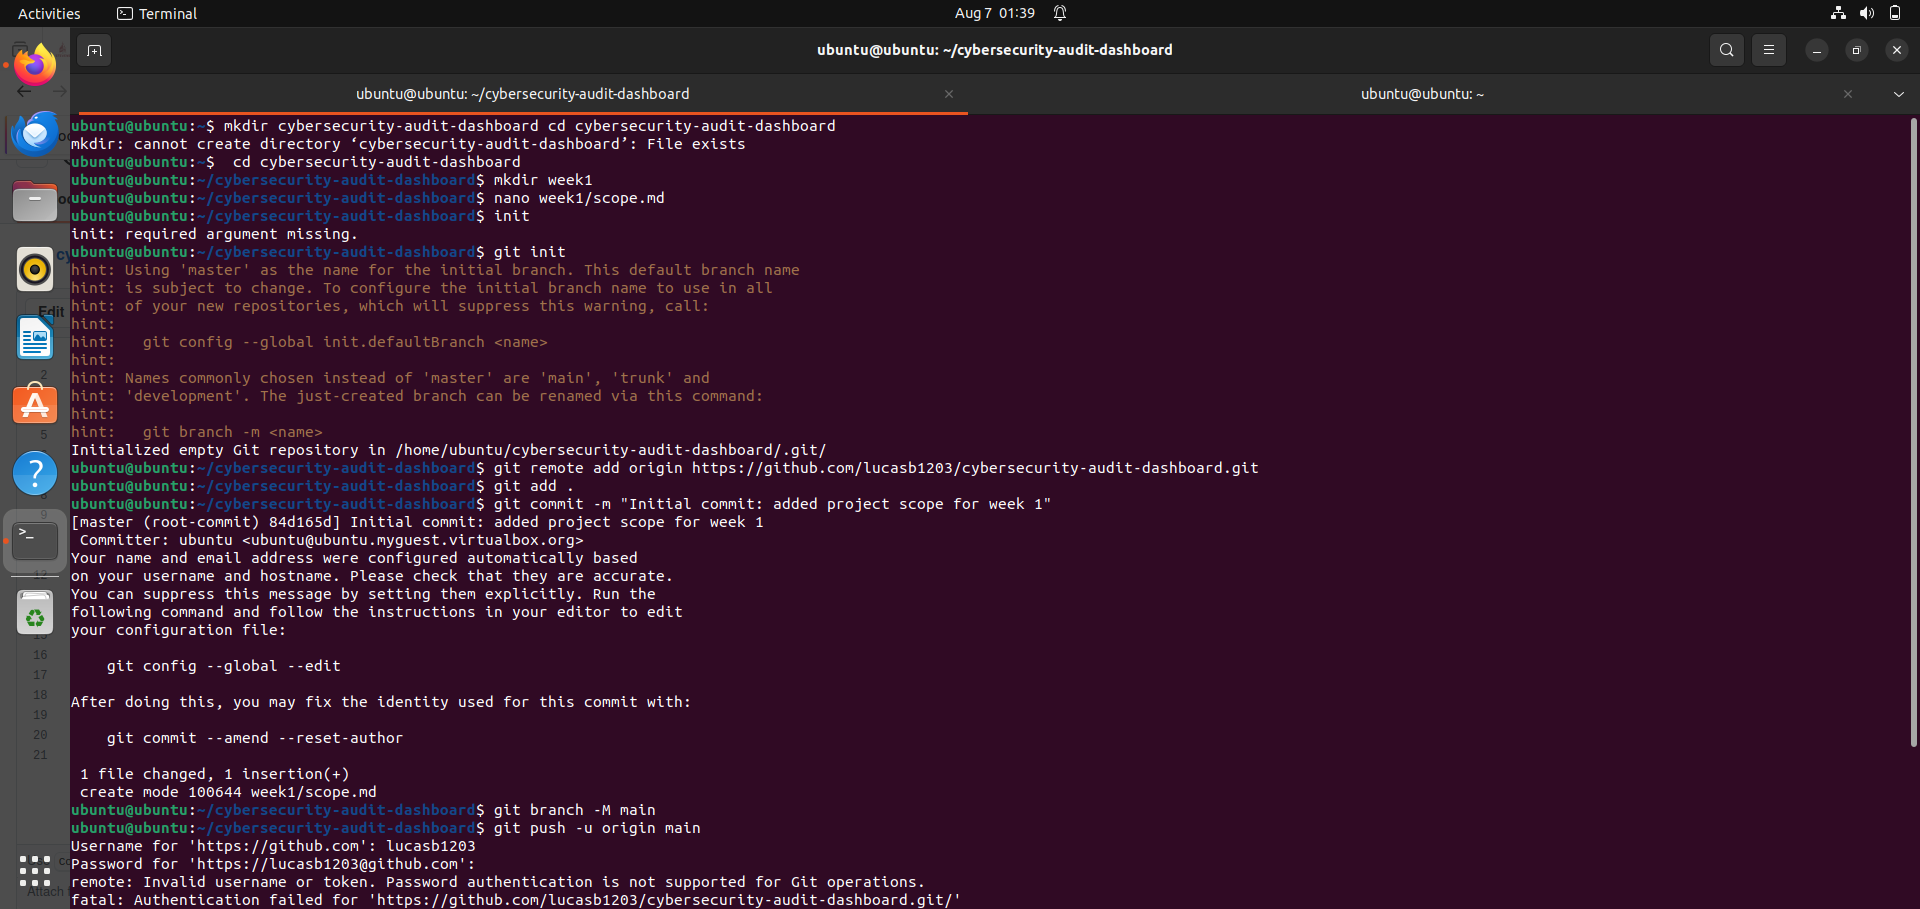 Activities
Terminal
Aug 7 01:39
ubuntu@ubuntu: ~/cybersecurity-audit-dashboard
ubuntu@ubuntu: ~/cybersecurity-audit-dashboard
ubuntu@ubuntu: ~
ubuntu@ubuntu:~$ mkdir cybersecurity-audit-dashboard cd cybersecurity-audit-dashboard
mkdir: cannot create directory ‘cybersecurity-audit-dashboard’: File exists
ubuntu@ubuntu:~$  cd cybersecurity-audit-dashboard
ubuntu@ubuntu:~/cybersecurity-audit-dashboard$ mkdir week1
ubuntu@ubuntu:~/cybersecurity-audit-dashboard$ nano week1/scope.md
ubuntu@ubuntu:~/cybersecurity-audit-dashboard$ init
init: required argument missing.
ubuntu@ubuntu:~/cybersecurity-audit-dashboard$ git init
hint: Using 'master' as the name for the initial branch. This default branch name
hint: is subject to change. To configure the initial branch name to use in all
hint: of your new repositories, which will suppress this warning, call:
hint:
hint:   git config --global init.defaultBranch <name>
hint:
hint: Names commonly chosen instead of 'master' are 'main', 'trunk' and
hint: 'development'. The just-created branch can be renamed via this command:
hint:
hint:   git branch -m <name>
Initialized empty Git repository in /home/ubuntu/cybersecurity-audit-dashboard/.git/
ubuntu@ubuntu:~/cybersecurity-audit-dashboard$ git remote add origin https://github.com/lucasb1203/cybersecurity-audit-dashboard.git
ubuntu@ubuntu:~/cybersecurity-audit-dashboard$ git add .
ubuntu@ubuntu:~/cybersecurity-audit-dashboard$ git commit -m "Initial commit: added project scope for week 1"
[master (root-commit) 84d165d] Initial commit: added project scope for week 1
 Committer: ubuntu <ubuntu@ubuntu.myguest.virtualbox.org>
Your name and email address were configured automatically based
on your username and hostname. Please check that they are accurate.
You can suppress this message by setting them explicitly. Run the
following command and follow the instructions in your editor to edit
your configuration file:
    git config --global --edit
After doing this, you may fix the identity used for this commit with:
    git commit --amend --reset-author
 1 file changed, 1 insertion(+)
 create mode 100644 week1/scope.md
ubuntu@ubuntu:~/cybersecurity-audit-dashboard$ git branch -M main
ubuntu@ubuntu:~/cybersecurity-audit-dashboard$ git push -u origin main
Username for 'https://github.com': lucasb1203
Password for 'https://lucasb1203@github.com':
remote: Invalid username or token. Password authentication is not supported for Git operations.
fatal: Authentication failed for 'https://github.com/lucasb1203/cybersecurity-audit-dashboard.git/'
Edit
2
5
9
12
16
17
18
19
20
21
Attach